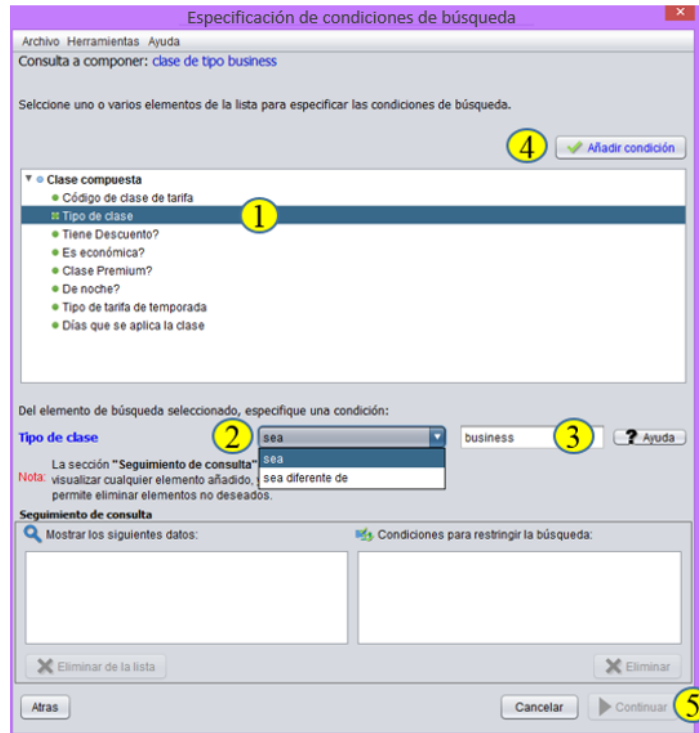 Especificación de condiciones de búsqueda
Archivo Herramientas Ayuda
Consulta a componer: clase de tipo business
Selccione uno o varios elementos de la lista para especificar las condiciones de búsqueda.
4 Añadir condición
Clase compuesta
Código de clase de tarifa
Tipo de clase 1
Tiene Descuento?
Es económica?
Clase Premium?
De noche?
Tipo de tarifa de temporada
Días que se aplica la clase
Del elemento de búsqueda seleccionado, especifique una condición:
Tipo de clase 2 sea business 3 ? Ayuda
sea
sea diferente de
La sección "Seguimiento de consulta"
Nota: visualizar cualquier elemento añadido,
permite eliminar elementos no deseados.
Seguimiento de consulta
Mostrar los siguientes datos: Condiciones para restringir la búsqueda:
Eliminar de la lista Eliminar
Atras Cancelar Continuar 5